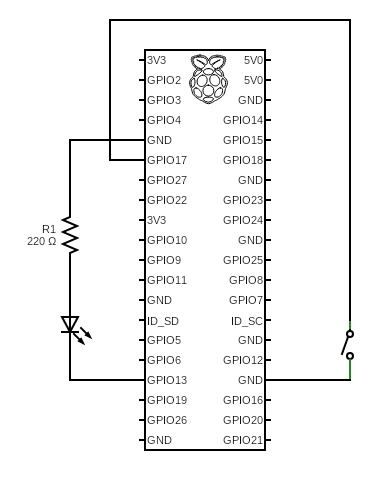 3V3 5V0
GPIO2 5V0
GPIO3 GND
GPIO4 GPIO14
GND GPIO15
GPIO17 GPIO18
GPIO27 GND
GPIO22 GPIO23
3V3 GPIO24
R1
220 Ω
GPIO10 GND
GPIO9 GPIO25
GPIO11 GPIO8
GND GPIO7
ID_SD ID_SC
GPIO5 GND
GPIO6 GPIO12
GPIO13 GND
GPIO19 GPIO16
GPIO26 GPIO20
GND GPIO21